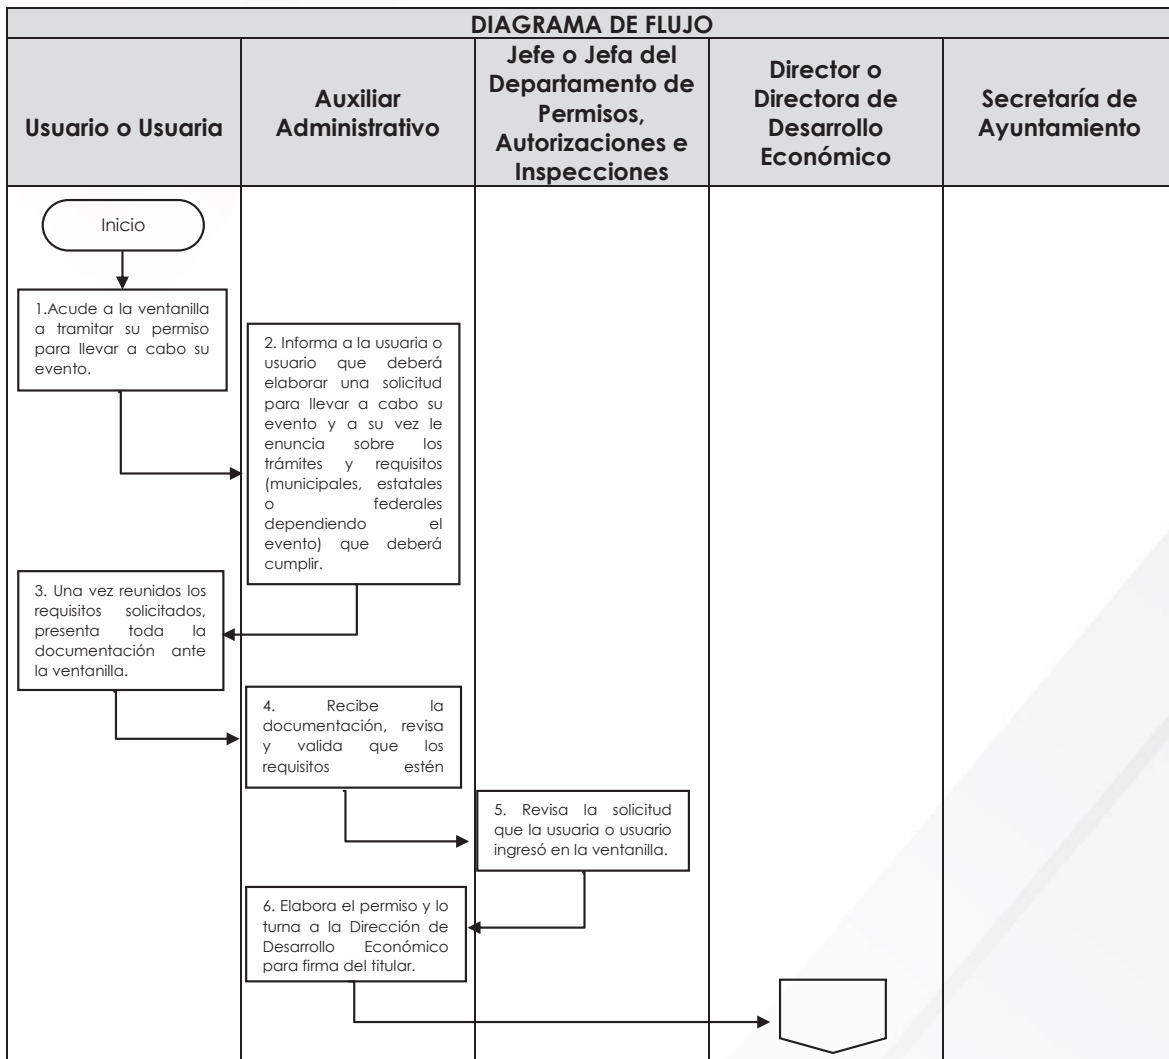 DIAGRAMA DE FLUJO
Usuario o Usuaria
Auxiliar
Administrativo
Jefe o Jefa del
Departamento de
Permisos,
Autorizaciones e
Inspecciones
Director o
Directora de
Desarrollo
Económico
Secretaría de
Ayuntamiento
Inicio
1.Acude a la ventanilla
a tramitar su permiso
para llevar a cabo su
evento.
2. Informa a la usuaria o
usuario que deberá
elaborar una solicitud
para llevar a cabo su
evento y a su vez le
enuncia sobre los
trámites y requisitos
(municipales, estatales
o federales
dependiendo el
evento) que deberá
cumplir.
3. Una vez reunidos los
requisitos solicitados,
presenta toda la
documentación ante
la ventanilla.
4. Recibe la
documentación, revisa
y valida que los
requisitos estén
5. Revisa la solicitud
que la usuaria o usuario
ingresó en la ventanilla.
6. Elabora el permiso y lo
turna a la Dirección de
Desarrollo Económico
para firma del titular.